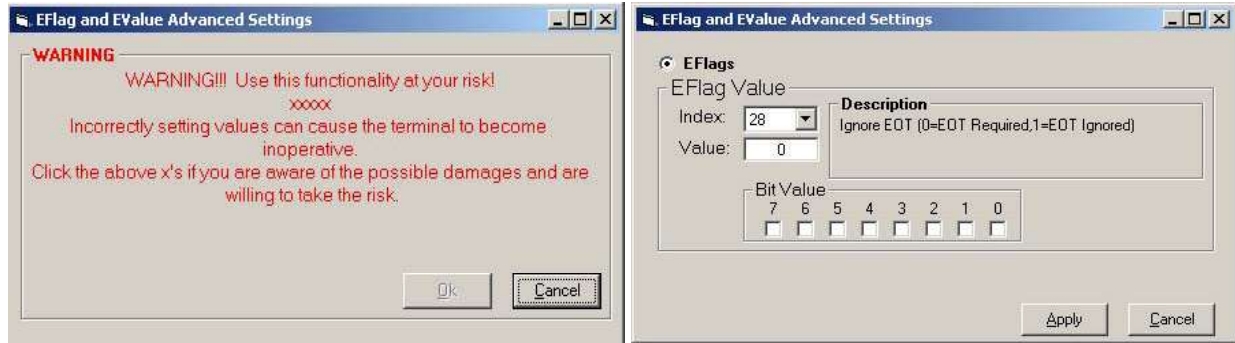 EFlag and EValue Advanced Settings
WARNING
WARNING!!! Use this functionality at your risk!
xxxxx
Incorrectly setting values can cause the terminal to become
inoperative.
Click the above x's if you are aware of the possible damages and are
willing to take the risk.
Ok
Cancel
EFlag and EValue Advanced Settings
EFlags
EFlag Value
Index: 28
Value: 0
Description
Ignore EOT (0=EOT Required,1=EOT Ignored)
Bit Value
7 6 5 4 3 2 1 0
Apply
Cancel